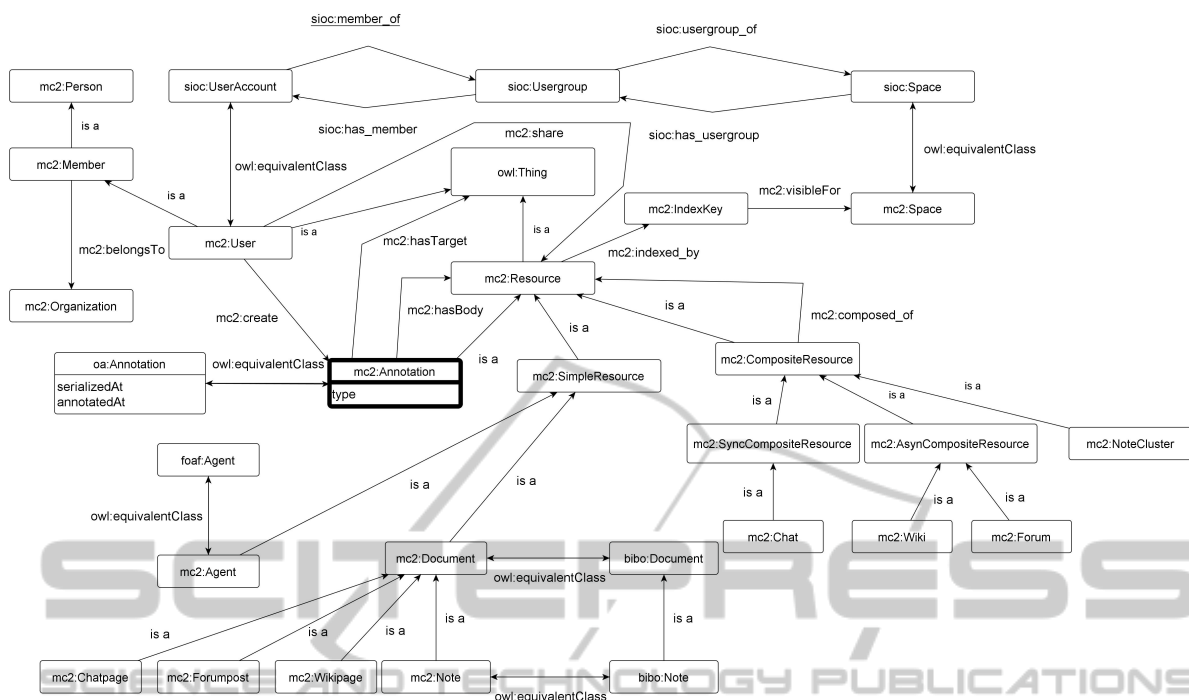 sioc:member_of
sioc:usergroup_of
mc2:Person
sioc:UserAccount
sioc:Usergroup
sioc:Space
is a
sioc:has_member
mc2:share
sioc:has_usergroup
mc2:Member
owl:equivalentClass
owl:Thing
owl:equivalentClass
is a
mc2:visibleFor
mc2:IndexKey
mc2:Space
mc2:belongsTo
mc2:User
is a
mc2:hasTarget
is a
mc2:indexed_by
mc2:Resource
mc2:Organization
mc2:create
mc2:hasBody
is a
mc2:composed_of
is a
is a
oa:Annotation
owl:equivalentClass
mc2:Annotation
mc2:SimpleResource
mc2:CompositeResource
serializedAt
annotatedAt
type
is a
is a
is a
mc2:SyncCompositeResource
mc2:AsynCompositeResource
mc2:NoteCluster
foaf:Agent
is a
is a
is a
is a
is a
owl:equivalentClass
mc2:Chat
mc2:Wiki
mc2:Forum
mc2:Agent
mc2:Document
owl:equivalentClass
bibo:Document
is a
is a
is a
is a
is a
mc2:Chatpage
mc2:Forumpost
mc2:Wikipage
mc2:Note
owl:equivalentClass
bibo:Note
SCITEPRESS
SCIENCE AND TECHNOLOGY PUBLICATIONS